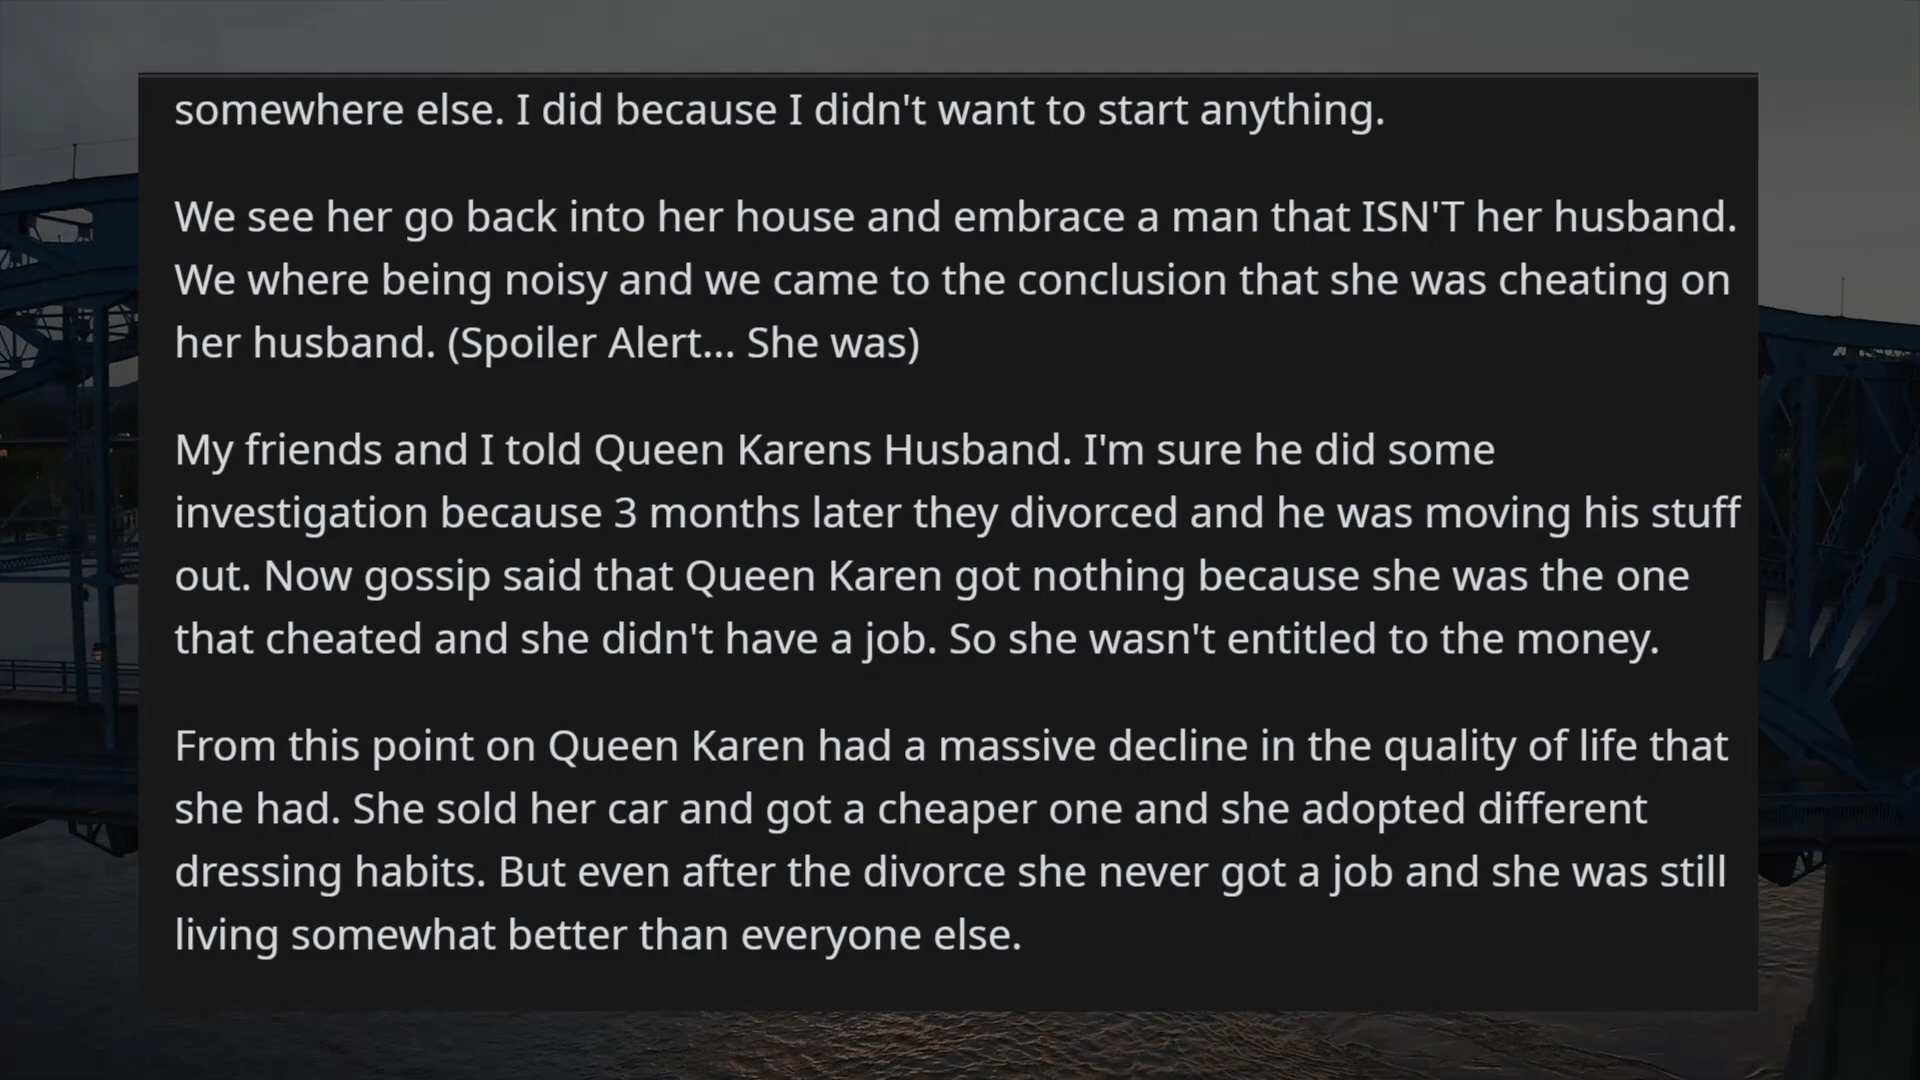 somewhere else. I did because I didn't want to start anything.
We see her go back into her house and embrace a man that ISN'T her husband.
We where being noisy and we came to the conclusion that she was cheating on
her husband. (Spoiler Alert... She was)
My friends and I told Queen Karens Husband. I'm sure he did some
investigation because 3 months later they divorced and he was moving his stuff
out. Now gossip said that Queen Karen got nothing because she was the one
that cheated and she didn't have a job. So she wasn't entitled to the money.
From this point on Queen Karen had a massive decline in the quality of life that
she had. She sold her car and got a cheaper one and she adopted different
dressing habits. But even after the divorce she never got a job and she was still
living somewhat better than everyone else.